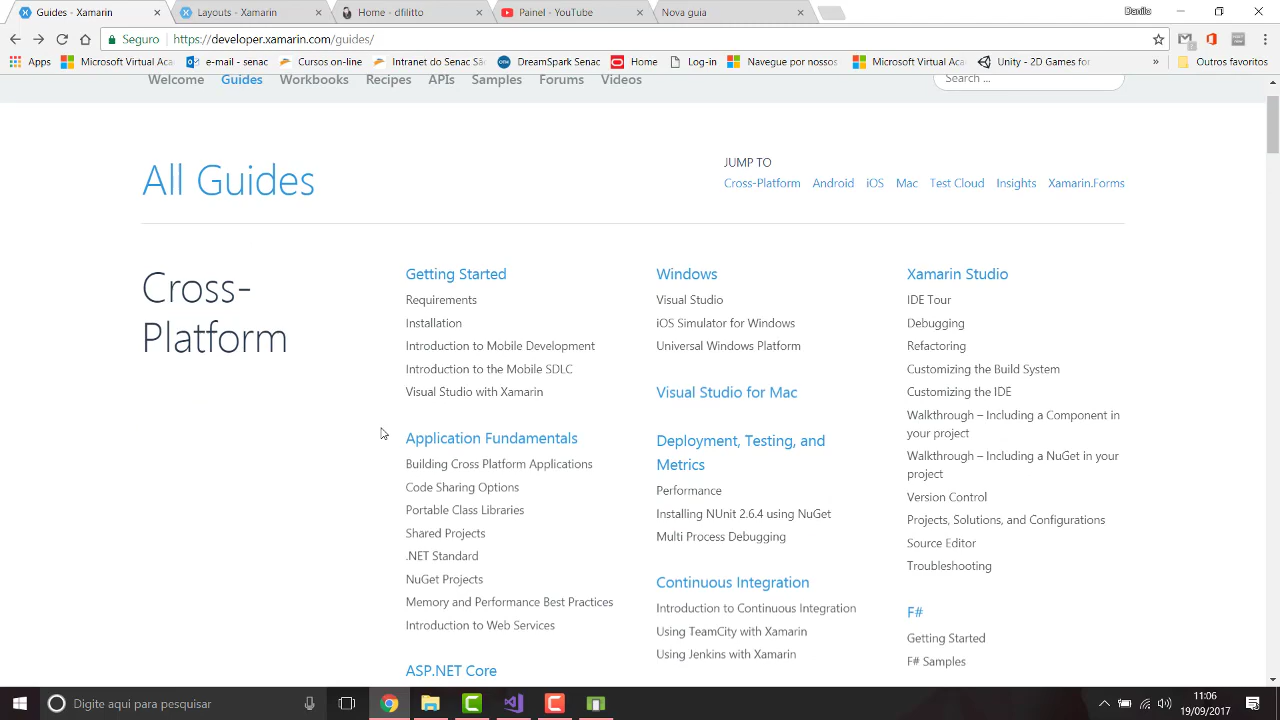 Guides - Xamarin
Layouts - Xamarin
Home - dfilitto
Painel - YouTube
Nova guia
Danilo
Seguro
https://developer.xamarin.com/guides/
Apps
Microsoft Virtual Aca
e-mail - senac
Cursos on-line
Intranet do Senac Sã
DreamSpark Senac
Home
Log-in
Navegue por nossos
Microsoft Virtual Aca
Unity - 2D Games for
»
Outros favoritos
Welcome
Guides
Workbooks
Recipes
APIs
Samples
Forums
Videos
Search ...
All Guides
JUMP TO
Cross-Platform Android iOS Mac Test Cloud Insights Xamarin.Forms
Cross-
Platform
Getting Started
Requirements
Installation
Introduction to Mobile Development
Introduction to the Mobile SDLC
Visual Studio with Xamarin
Application Fundamentals
Building Cross Platform Applications
Code Sharing Options
Portable Class Libraries
Shared Projects
.NET Standard
NuGet Projects
Memory and Performance Best Practices
Introduction to Web Services
ASP.NET Core
Windows
Visual Studio
iOS Simulator for Windows
Universal Windows Platform
Visual Studio for Mac
Deployment, Testing, and
Metrics
Performance
Installing NUnit 2.6.4 using NuGet
Multi Process Debugging
Continuous Integration
Introduction to Continuous Integration
Using TeamCity with Xamarin
Using Jenkins with Xamarin
Xamarin Studio
IDE Tour
Debugging
Refactoring
Customizing the Build System
Customizing the IDE
Walkthrough – Including a Component in
your project
Walkthrough – Including a NuGet in your
project
Version Control
Projects, Solutions, and Configurations
Source Editor
Troubleshooting
F#
Getting Started
F# Samples
Digite aqui para pesquisar
11:06
19/09/2017